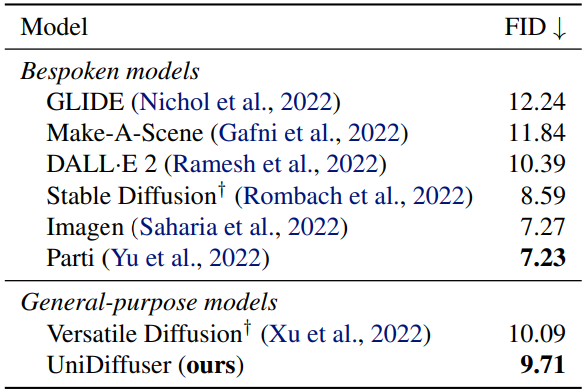 Model FID ↓
Bespoken models
GLIDE (Nichol et al., 2022) 12.24
Make-A-Scene (Gafni et al., 2022) 11.84
DALL·E 2 (Ramesh et al., 2022) 10.39
Stable Diffusion† (Rombach et al., 2022) 8.59
Imagen (Saharia et al., 2022) 7.27
Parti (Yu et al., 2022) 7.23
General-purpose models
Versatile Diffusion† (Xu et al., 2022) 10.09
UniDiffuser (ours) 9.71